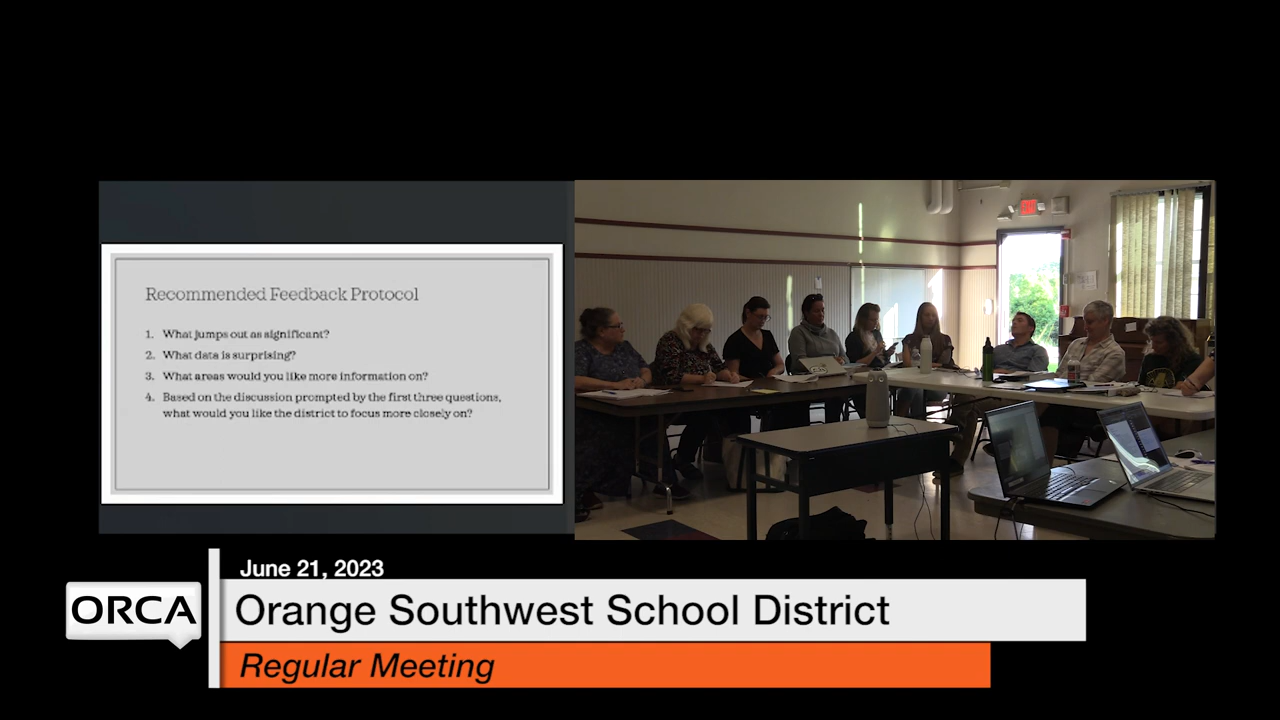 Recommended Feedback Protocol
1. What jumps out as significant?
2. What data is surprising?
3. What areas would you like more information on?
4. Based on the discussion prompted by the first three questions,
what would you like the district to focus more closely on?
June 21, 2023
ORCA
Orange Southwest School District
Regular Meeting